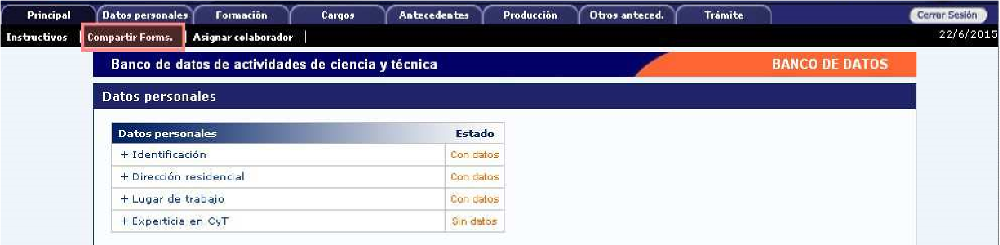 Principal Datos personales Formación Cargos Antecedentes Producción Otros anteced. Trámite Cerrar Sesión
Instructivos Compartir Forms. Asignar colaborador 22/6/2015
Banco de datos de actividades de ciencia y técnica BANCO DE DATOS
Datos personales
Datos personales Estado
+ Identificación Con datos
+ Dirección residencial Con datos
+ Lugar de trabajo Con datos
+ Experticia en CyT Sin datos